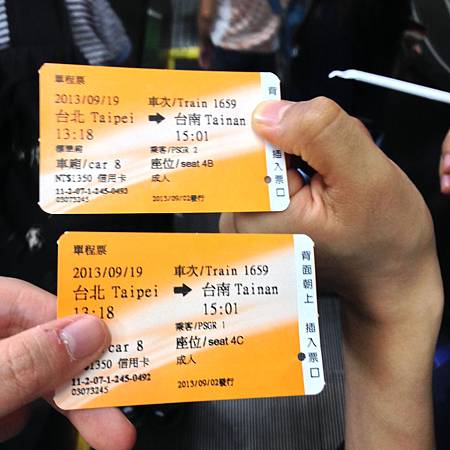 單程票
2013/09/19 車次/Train 1659
台北 Taipei → 台南 Tainan
13:18 15:01
標準廂 乘客/PSGR 2
車廂/car 8 座位/seat 4B
NT$1350 信用卡 成人
11-2-07-1-245-0492
03073245 2013/09/02發行
背 插入票口
單程票
2013/09/19 車次/Train 1659
台北 Taipei → 台南 Tainan
13:18 15:01
乘客/PSGR 1
/car 8 座位/seat 4C
$1350 信用卡 成人
11-2-07-1-245-0492
03073245 2013/09/02發行
背面朝上 插入票口